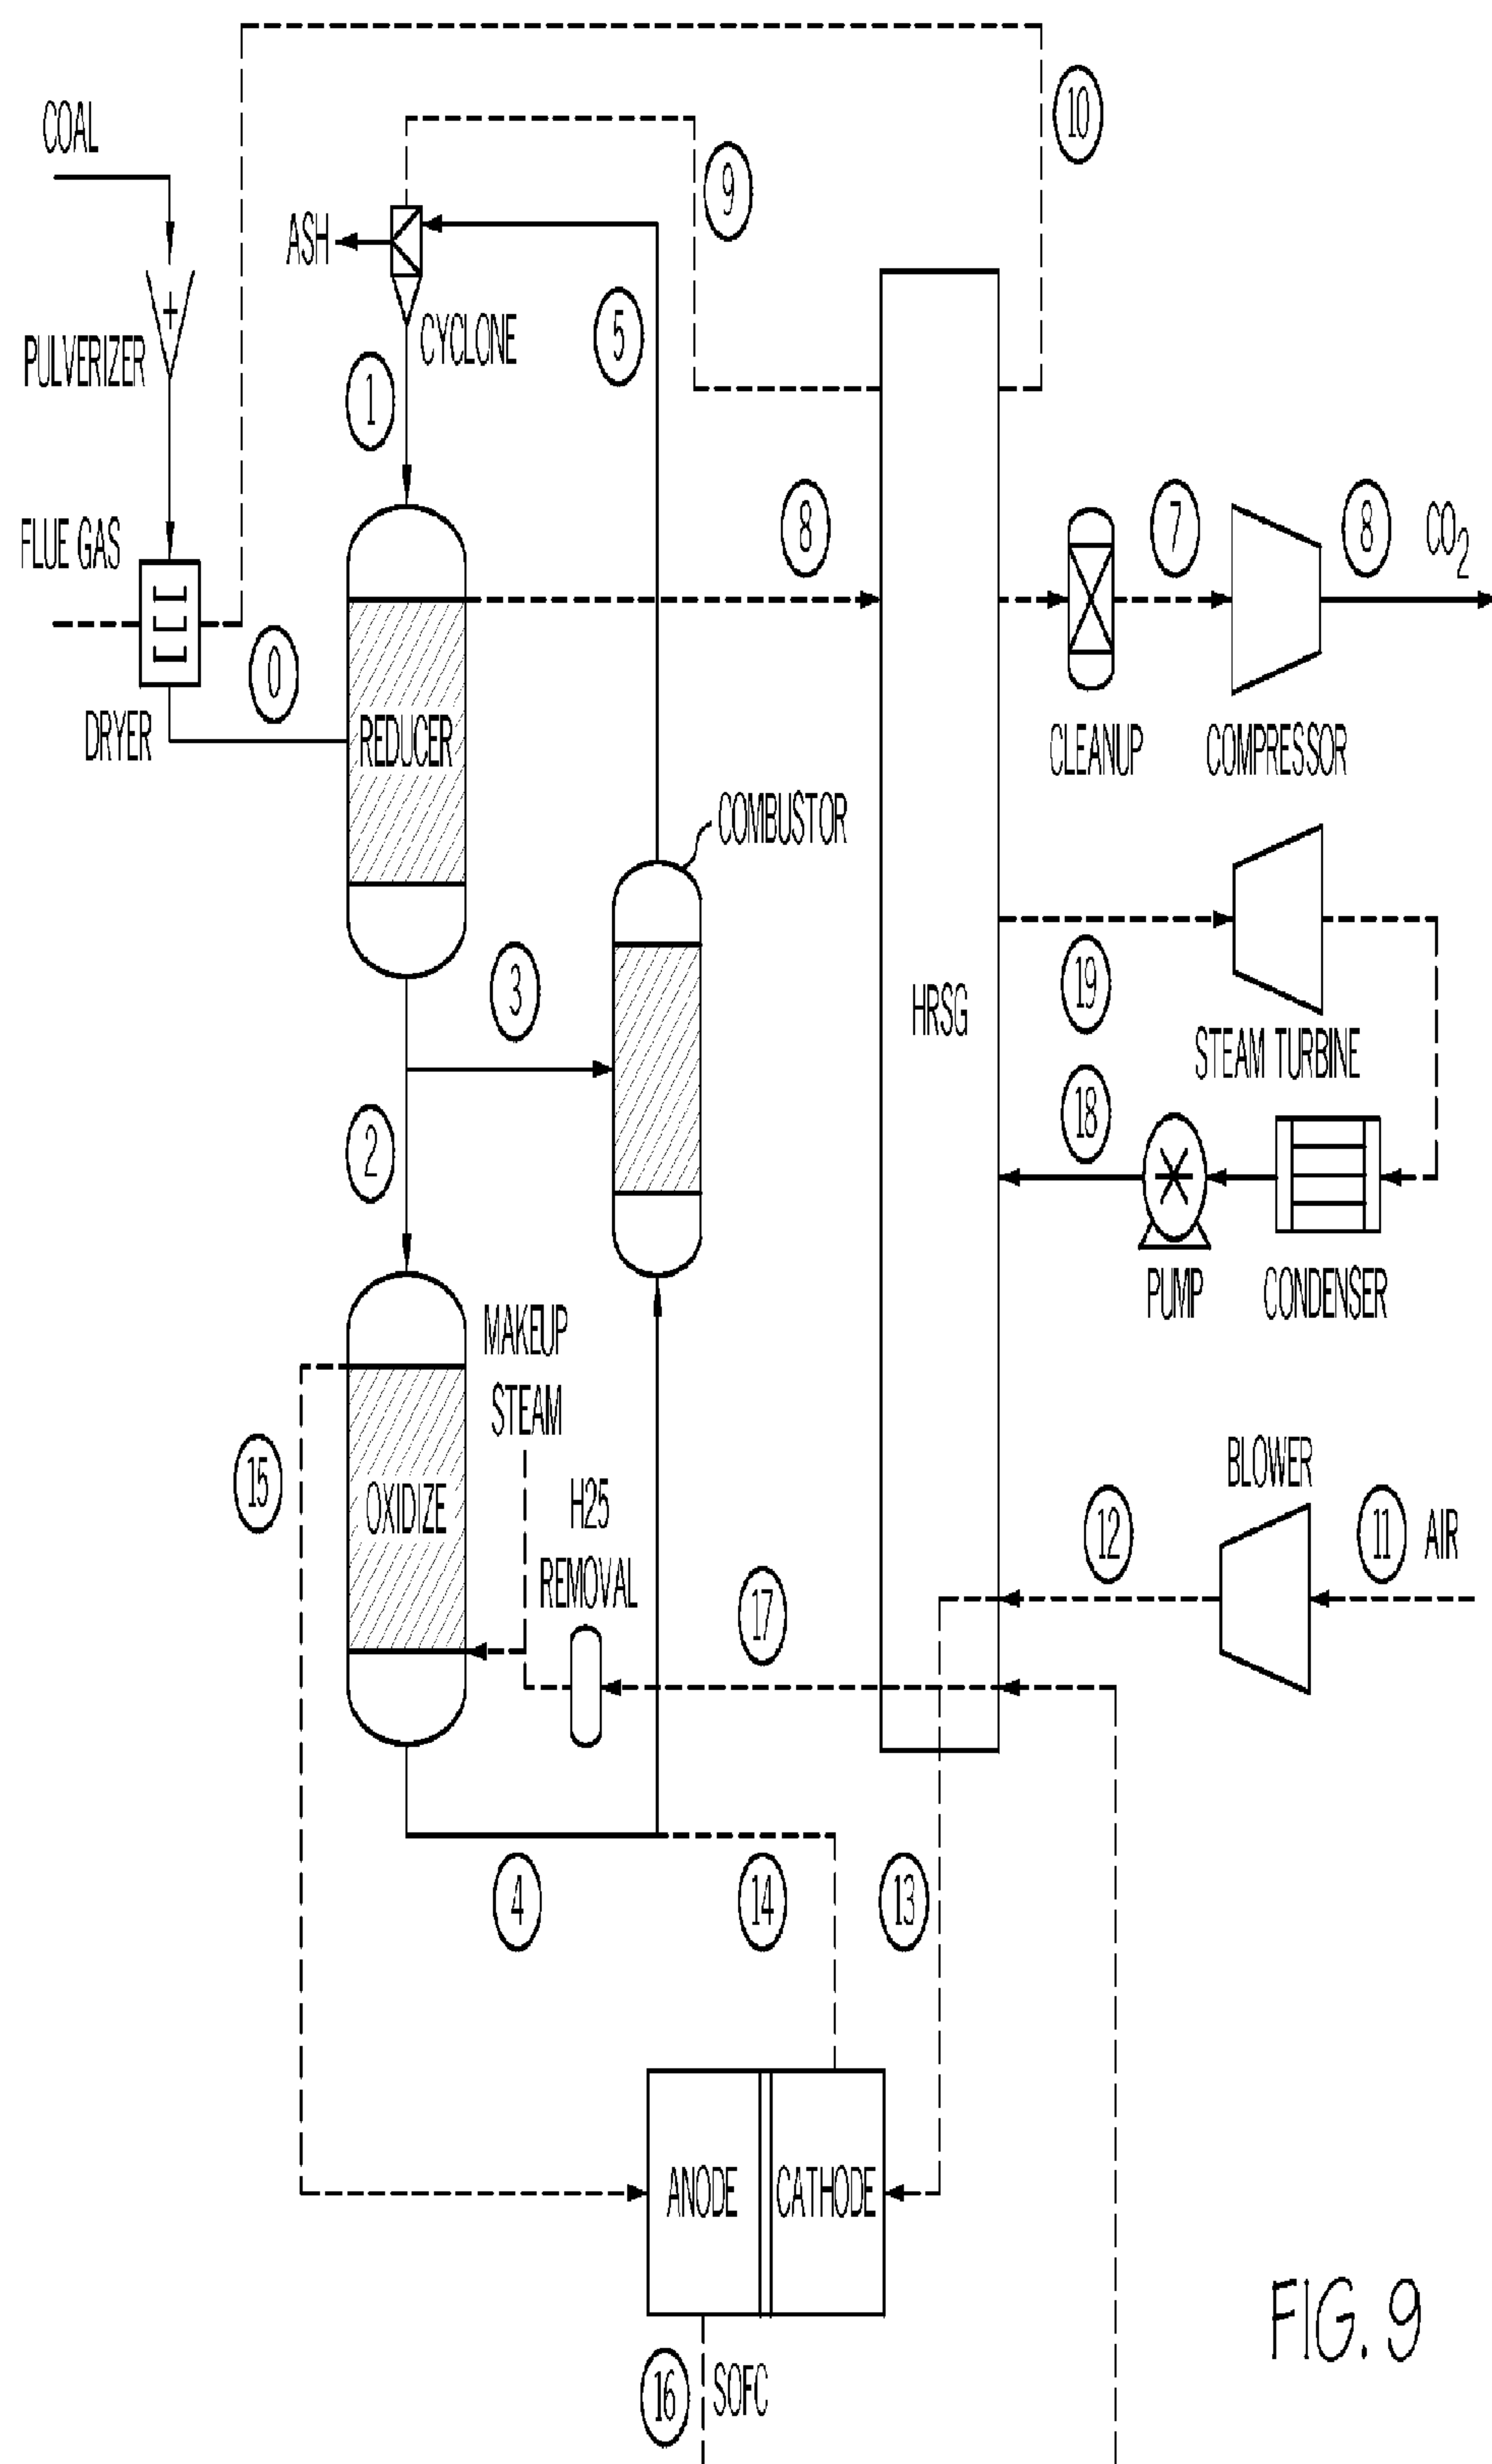 10
COAL
9
ASH
CYCLONE
5
PULVERIZER
1
FLUE GAS
8
7
8
CO2
0
DRYER
REDUCER
CLEANUP
COMPRESSOR
COMBUSTOR
3
19
HRSG
STEAM TURBINE
18
2
PUMP
CONDENSER
MAKEUP
STEAM
15
OXIDIZE
H25
REMOVAL
BLOWER
12
11
AIR
17
4
14
13
ANODE
CATHODE
16
SOFC
FIG. 9